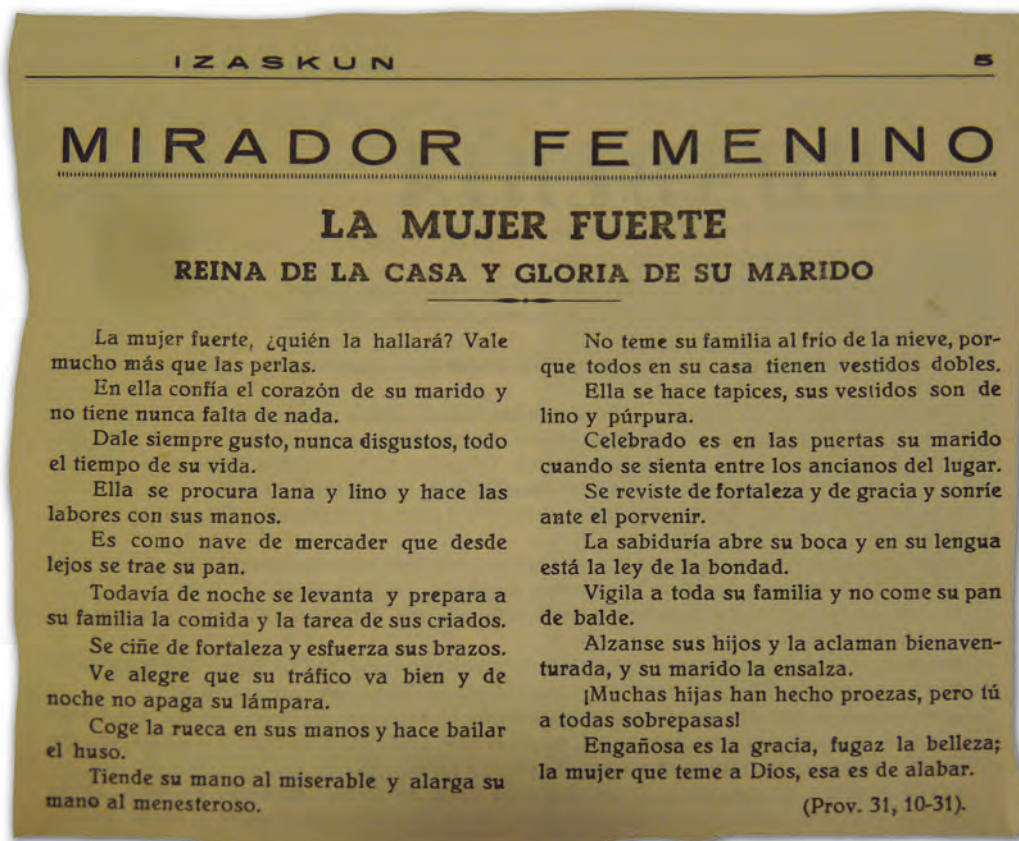 IZASKUN 5
MIRADOR FEMENINO
LA MUJER FUERTE
REINA DE LA CASA Y GLORIA DE SU MARIDO
La mujer fuerte, ¿quién la hallará? Vale
mucho más que las perlas.
En ella confía el corazón de su marido y
no tiene nunca falta de nada.
Dale siempre gusto, nunca disgustos, todo
el tiempo de su vida.
Ella se procura lana y lino y hace las
labores con sus manos.
Es como nave de mercader que desde
lejos se trae su pan.
Todavía de noche se levanta y prepara a
su familia la comida y la tarea de sus criados.
Se ciñe de fortaleza y esfuerza sus brazos.
Ve alegre que su tráfico va bien y de
noche no apaga su lámpara.
Coge la rueca en sus manos y hace bailar
el huso.
Tiende su mano al miserable y alarga su
mano al menesteroso.
No teme su familia al frío de la nieve, por-
que todos en su casa tienen vestidos dobles.
Ella se hace tapices, sus vestidos son de
lino y púrpura.
Celebrado es en las puertas su marido
cuando se sienta entre los ancianos del lugar.
Se reviste de fortaleza y de gracia y sonríe
ante el porvenir.
La sabiduría abre su boca y en su lengua
está la ley de la bondad.
Vigila a toda su familia y no come su pan
de balde.
Alzanse sus hijos y la aclaman bienaven-
turada, y su marido la ensalza.
¡Muchas hijas han hecho proezas, pero tú
a todas sobrepasas!
Engañosa es la gracia, fugaz la belleza;
la mujer que teme a Dios, esa es de alabar.
(Prov. 31, 10-31).